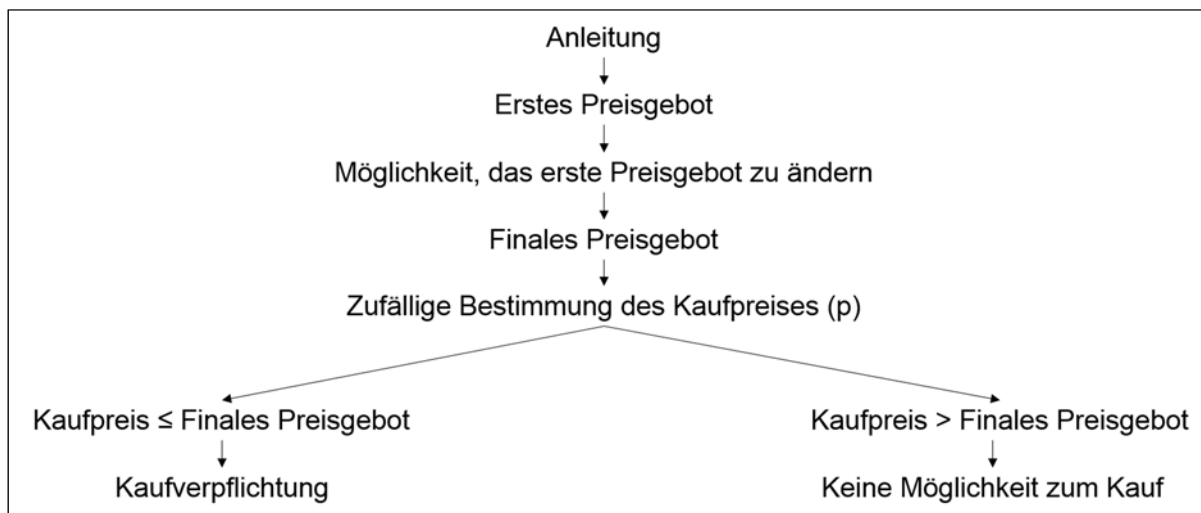 Anleitung
Erstes Preisgebot
Möglichkeit, das erste Preisgebot zu ändern
Finales Preisgebot
Zufällige Bestimmung des Kaufpreises (p)
Kaufpreis ≤ Finales Preisgebot
Kaufpreis > Finales Preisgebot
Kaufverpflichtung
Keine Möglichkeit zum Kauf